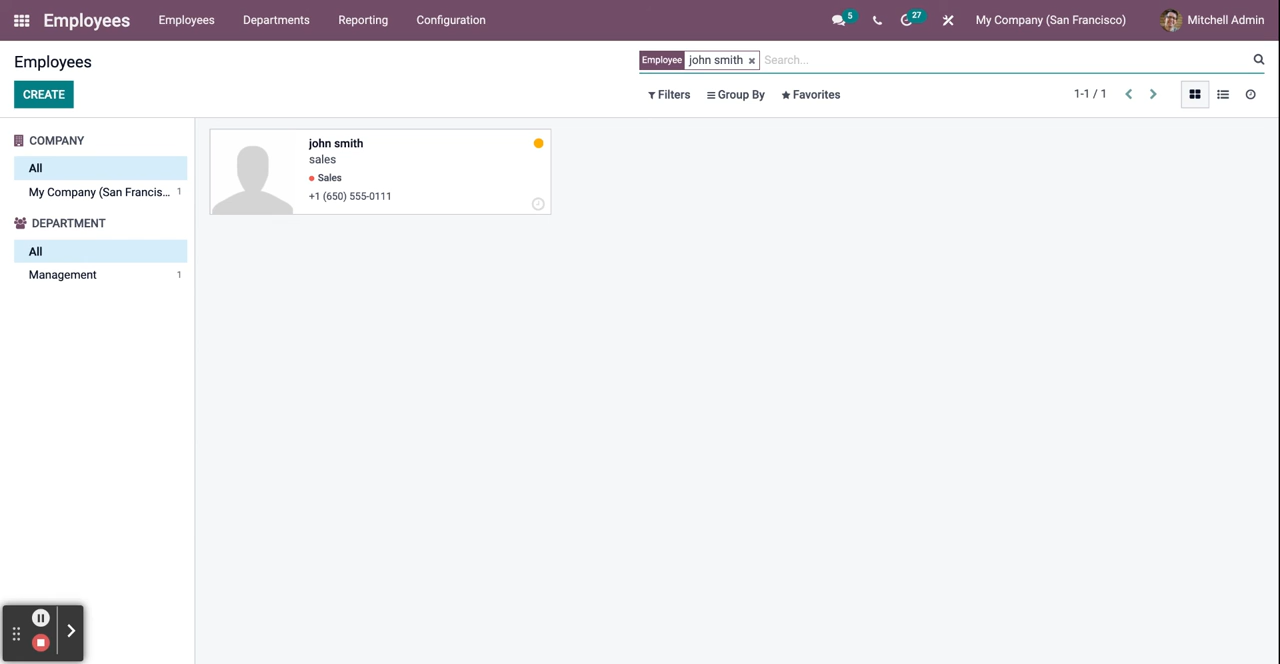 Employees Employees Departments Reporting Configuration 5 27 My Company (San Francisco) Mitchell Admin
Employees
Employee john smith × Search...
CREATE
Filters Group By Favorites 1-1 / 1
COMPANY
All
My Company (San Francis... 1
DEPARTMENT
All
Management 1
john smith
sales
Sales
+1 (650) 555-0111